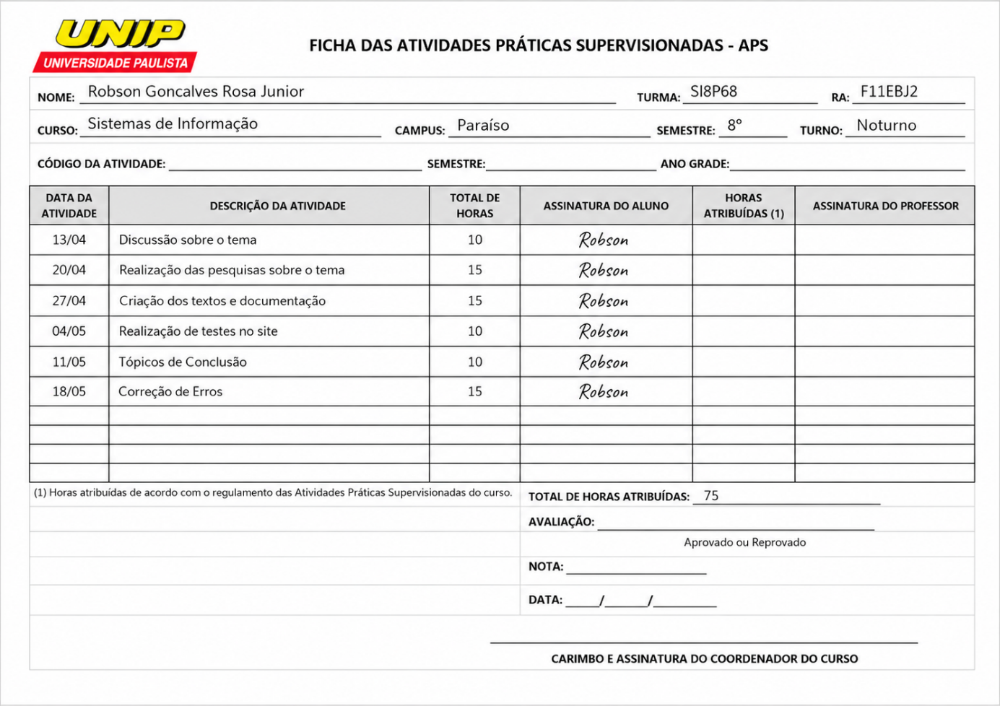 UNIP
UNIVERSIDADE PAULISTA
FICHA DAS ATIVIDADES PRÁTICAS SUPERVISIONADAS - APS
NOME: Robson Goncalves Rosa Junior TURMA: SI8P68 RA: F11EBJ2
CURSO: Sistemas de Informação CAMPUS: Paraíso SEMESTRE: 8º TURNO: Noturno
CÓDIGO DA ATIVIDADE: SEMESTRE: ANO GRADE:
DATA DA ATIVIDADE DESCRIÇÃO DA ATIVIDADE TOTAL DE HORAS ASSINATURA DO ALUNO HORAS ATRIBUÍDAS (1) ASSINATURA DO PROFESSOR
13/04 Discussão sobre o tema 10 Robson
20/04 Realização das pesquisas sobre o tema 15 Robson
27/04 Criação dos textos e documentação 15 Robson
04/05 Realização de testes no site 10 Robson
11/05 Tópicos de Conclusão 10 Robson
18/05 Correção de Erros 15 Robson
(1) Horas atribuídas de acordo com o regulamento das Atividades Práticas Supervisionadas do curso. TOTAL DE HORAS ATRIBUÍDAS: 75
AVALIAÇÃO:
Aprovado ou Reprovado
NOTA:
DATA: ____/____/____
CARIMBO E ASSINATURA DO COORDENADOR DO CURSO